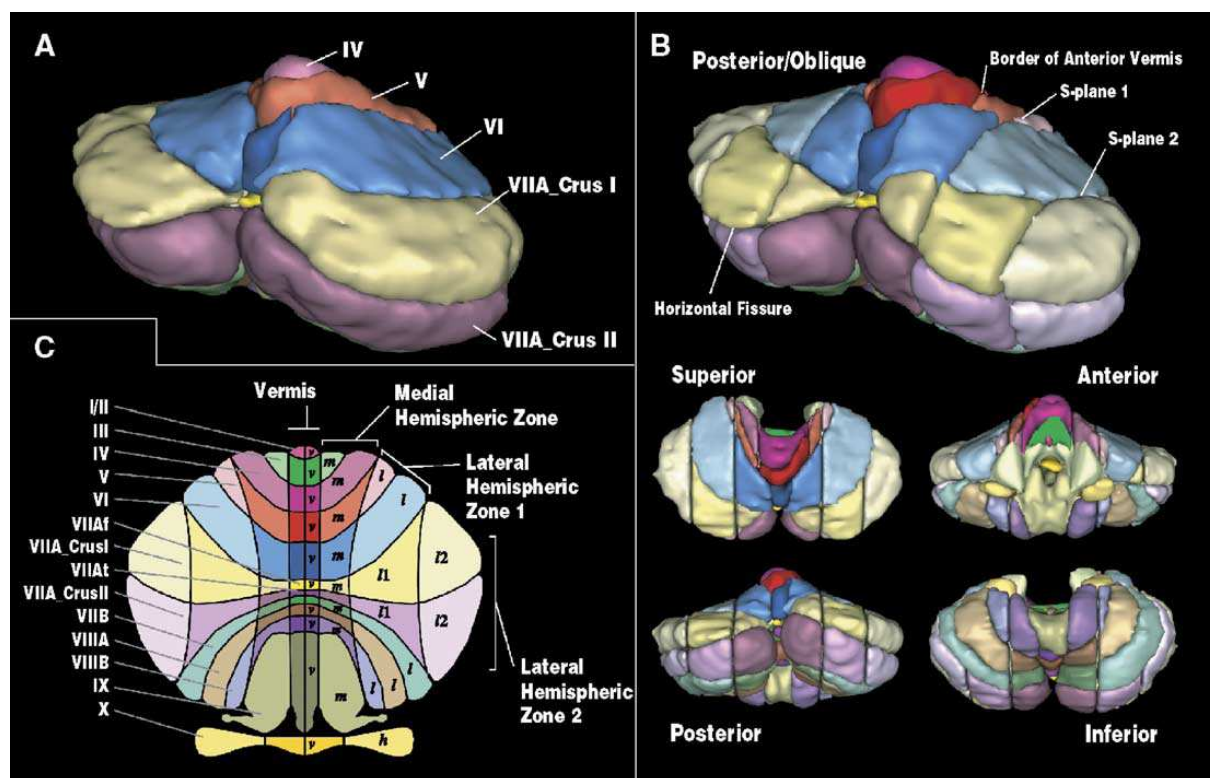 A
IV
V
VI
VIIA_Crus I
VIIA_Crus II
B
Posterior/Oblique
Border of Anterior Vermis
S-plane 1
S-plane 2
Horizontal Fissure
Superior
Anterior
Posterior
Inferior
C
Vermis
Medial
Hemispheric Zone
Lateral
Hemispheric
Zone 1
Lateral
Hemispheric
Zone 2
I/II
III
IV
V
VI
VIIAf
VIIA_CrusI
VIIAt
VIIA_CrusII
VIIB
VIIIA
VIIIB
IX
X
v
v m
v m l
v m l
v m l1 l2
v m l1 l2
v
v m
v m l l l
v h